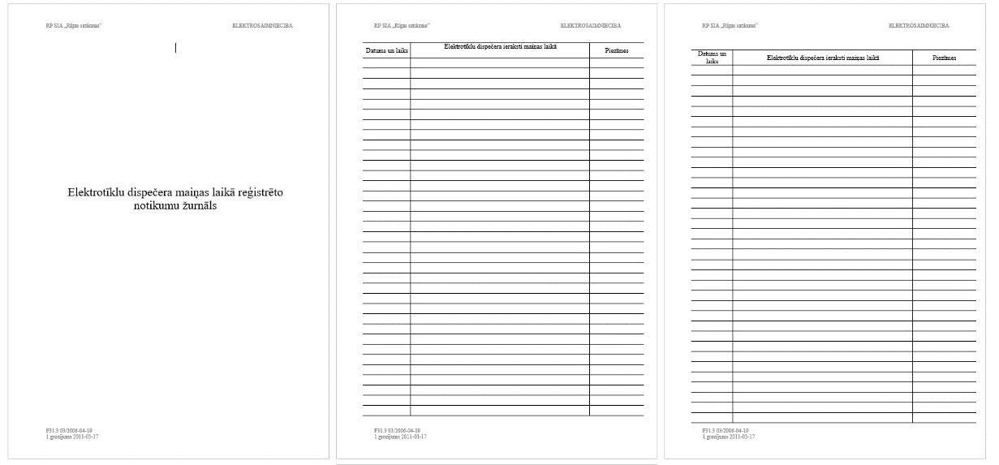 RP SIA „Rīgas satiksme” ELEKTROSAIMNIECĪBA
Elektrotīklu dispečera maiņas laikā reģistrēto
notikumu žurnāls
F31.3 03/2006-04-19
1.grozījums 2011-03-17
RP SIA „Rīgas satiksme” ELEKTROSAIMNIECĪBA
Datums un laiks Elektrotīklu dispečera ieraksti maiņas laikā Piezīmes
F31.3 03/2006-04-19
1.grozījums 2011-03-17
RP SIA „Rīgas satiksme” ELEKTROSAIMNIECĪBA
Datums un
laiks Elektrotīklu dispečera ieraksti maiņas laikā Piezīmes
F31.3 03/2006-04-19
1.grozījums 2011-03-17